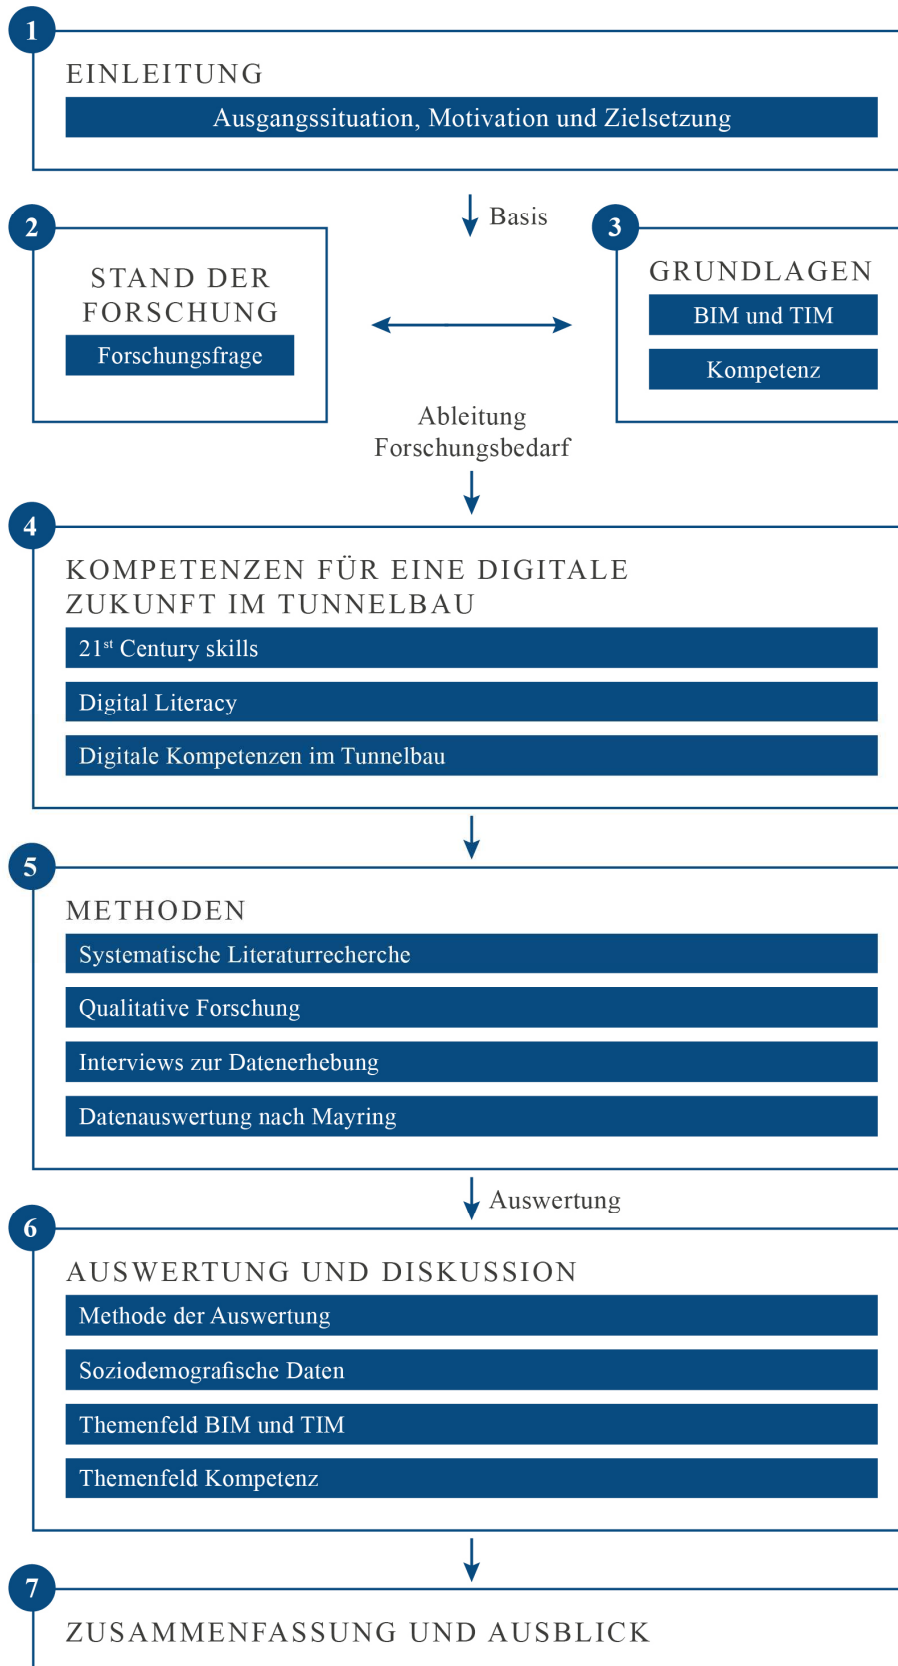 1
EINLEITUNG
Ausgangssituation, Motivation und Zielsetzung
Basis
2
STAND DER
FORSCHUNG
Forschungsfrage
3
GRUNDLAGEN
BIM und TIM
Kompetenz
Ableitung
Forschungsbedarf
4
KOMPETENZEN FÜR EINE DIGITALE
ZUKUNFT IM TUNNELBAU
21st Century skills
Digital Literacy
Digitale Kompetenzen im Tunnelbau
5
METHODEN
Systematische Literaturrecherche
Qualitative Forschung
Interviews zur Datenerhebung
Datenauswertung nach Mayring
Auswertung
6
AUSWERTUNG UND DISKUSSION
Methode der Auswertung
Soziodemografische Daten
Themenfeld BIM und TIM
Themenfeld Kompetenz
7
ZUSAMMENFASSUNG UND AUSBLICK